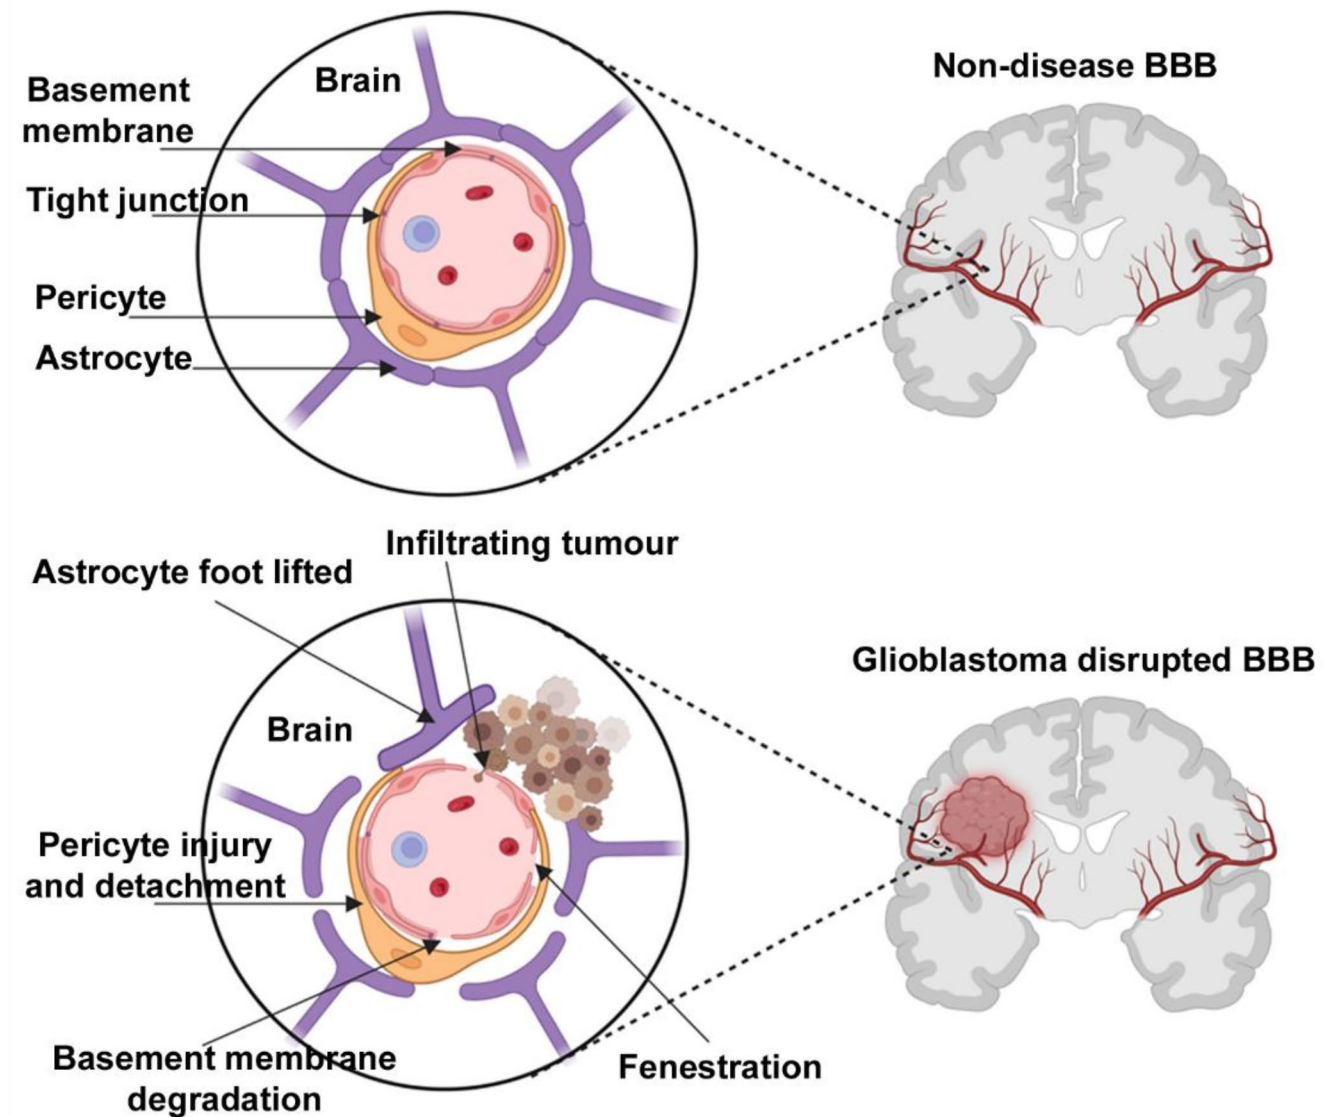 Brain
Non-disease BBB
Basement
membrane
Tight junction
Pericyte
Astrocyte
Infiltrating tumour
Astrocyte foot lifted
Glioblastoma disrupted BBB
Brain
Pericyte injury
and detachment
Basement membrane
degradation
Fenestration